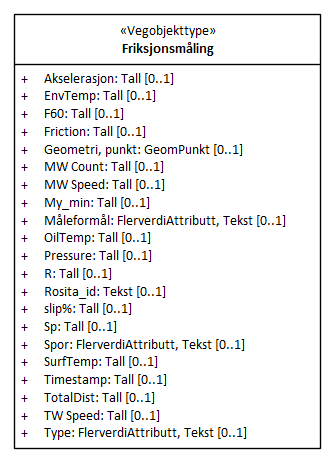 «Vegobjekttype»
Friksjonsmåling
+ Akselerasjon: Tall [0..1]
+ EnvTemp: Tall [0..1]
+ F60: Tall [0..1]
+ Friction: Tall [0..1]
+ Geometri, punkt: GeomPunkt [0..1]
+ MW Count: Tall [0..1]
+ MW Speed: Tall [0..1]
+ My_min: Tall [0..1]
+ Måleformål: FlerverdiAttributt, Tekst [0..1]
+ OilTemp: Tall [0..1]
+ Pressure: Tall [0..1]
+ R: Tall [0..1]
+ Rosita_id: Tekst [0..1]
+ slip%: Tall [0..1]
+ Sp: Tall [0..1]
+ Spor: FlerverdiAttributt, Tekst [0..1]
+ SurfTemp: Tall [0..1]
+ Timestamp: Tall [0..1]
+ TotalDist: Tall [0..1]
+ TW Speed: Tall [0..1]
+ Type: FlerverdiAttributt, Tekst [0..1]